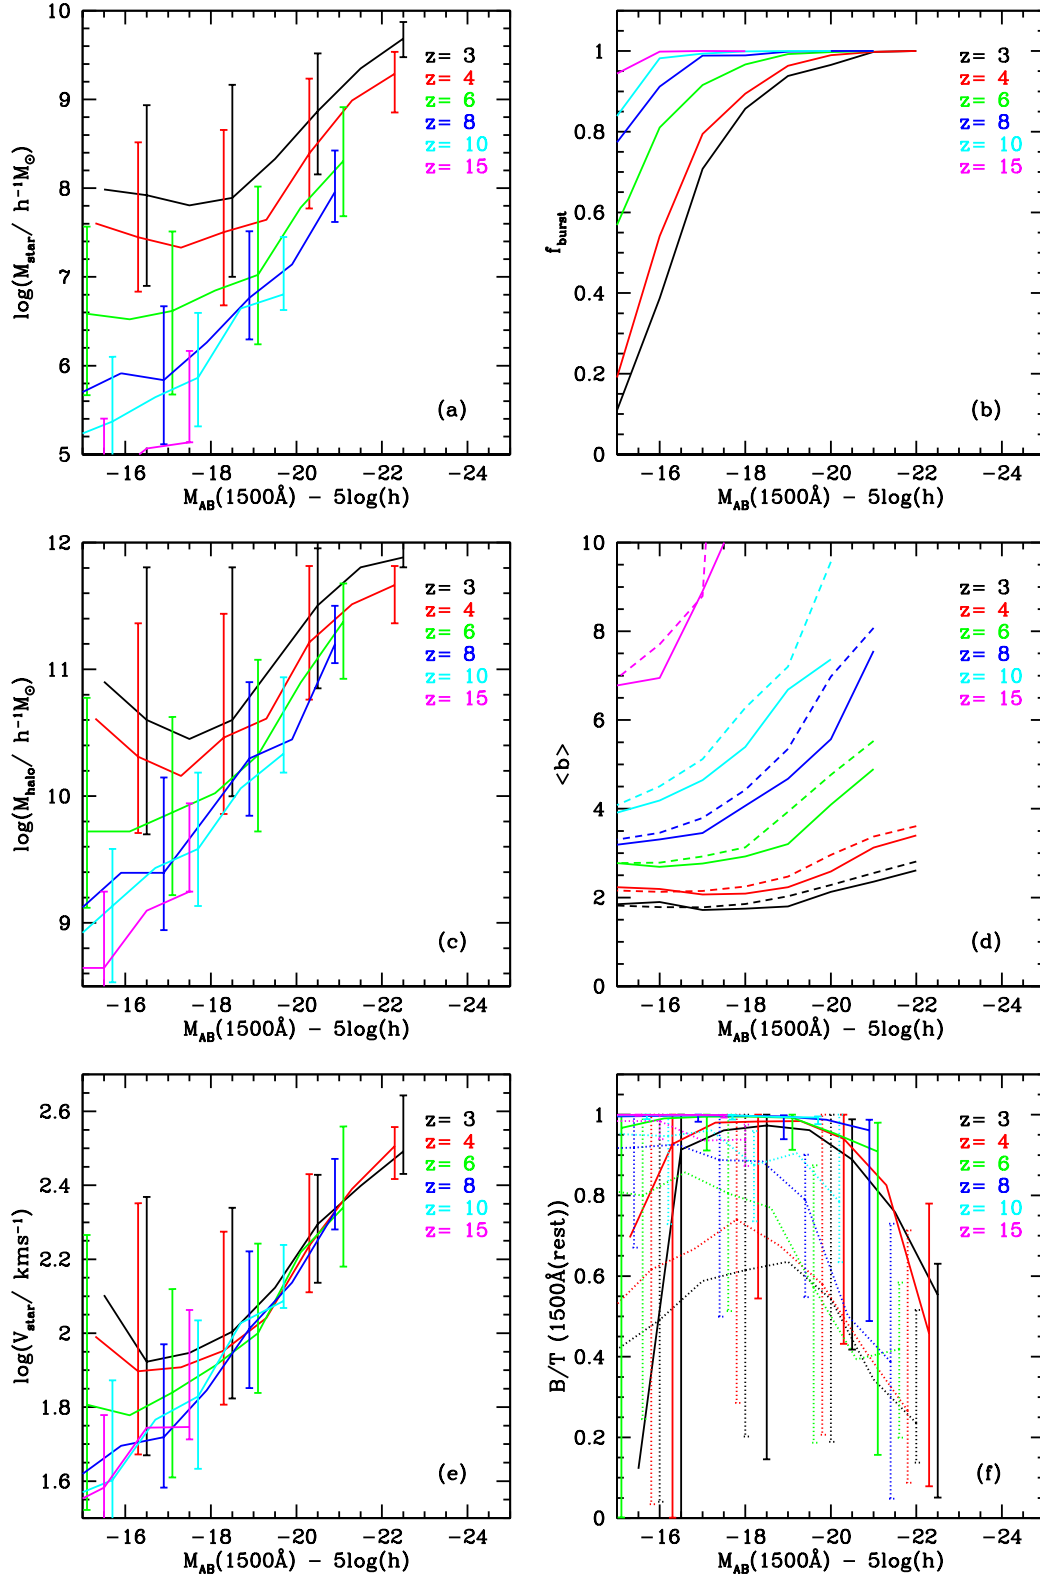 10
9
8
7
6
5
log(M_star/ h⁻¹M⊙)
z= 3
z= 4
z= 6
z= 8
z= 10
z= 15
(a)
-16 -18 -20 -22 -24
M_AB(1500Å) - 5log(h)
1
0.8
0.6
0.4
0.2
0
f_burst
z= 3
z= 4
z= 6
z= 8
z= 10
z= 15
(b)
-16 -18 -20 -22 -24
M_AB(1500Å) - 5log(h)
12
11
10
9
log(M_halo/ h⁻¹M⊙)
z= 3
z= 4
z= 6
z= 8
z= 10
z= 15
(c)
-16 -18 -20 -22 -24
M_AB(1500Å) - 5log(h)
10
8
6
4
2
0
<b>
z= 3
z= 4
z= 6
z= 8
z= 10
z= 15
(d)
-16 -18 -20 -22 -24
M_AB(1500Å) - 5log(h)
2.6
2.4
2.2
2
1.8
1.6
log(V_star/ kms⁻¹)
z= 3
z= 4
z= 6
z= 8
z= 10
z= 15
(e)
-16 -18 -20 -22 -24
M_AB(1500Å) - 5log(h)
1
0.8
0.6
0.4
0.2
0
B/T (1500Å(rest))
z= 3
z= 4
z= 6
z= 8
z= 10
z= 15
(f)
-16 -18 -20 -22 -24
M_AB(1500Å) - 5log(h)